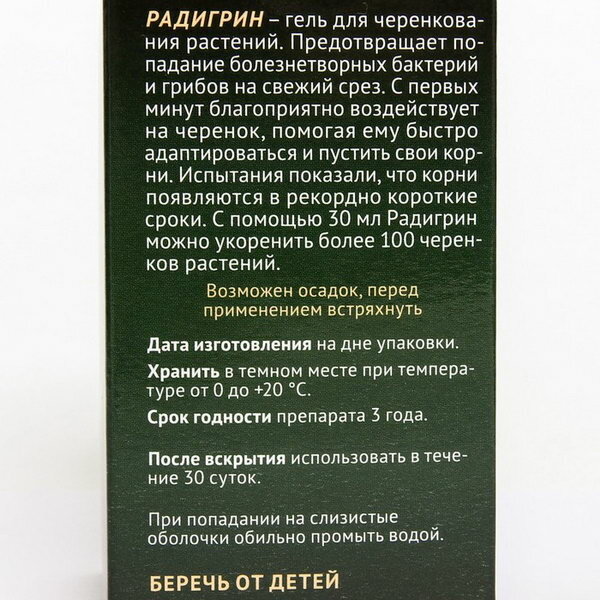 РАДИГРИН – гель для черенкова-
ния растений. Предотвращает по-
падание болезнетворных бактерий
и грибов на свежий срез. С первых
минут благоприятно воздействует
на черенок, помогая ему быстро
адаптироваться и пустить свои кор-
ни. Испытания показали, что корни
появляются в рекордно короткие
сроки. С помощью 30 мл Радигрин
можно укоренить более 100 черен-
ков растений.
Возможен осадок, перед
применением встряхнуть
Дата изготовления на дне упаковки.
Хранить в темном месте при темпера-
туре от 0 до +20 °С.
Срок годности препарата 3 года.
После вскрытия использовать в тече-
ние 30 суток.
При попадании на слизистые
оболочки обильно промыть водой.
БЕРЕЧЬ ОТ ДЕТЕЙ